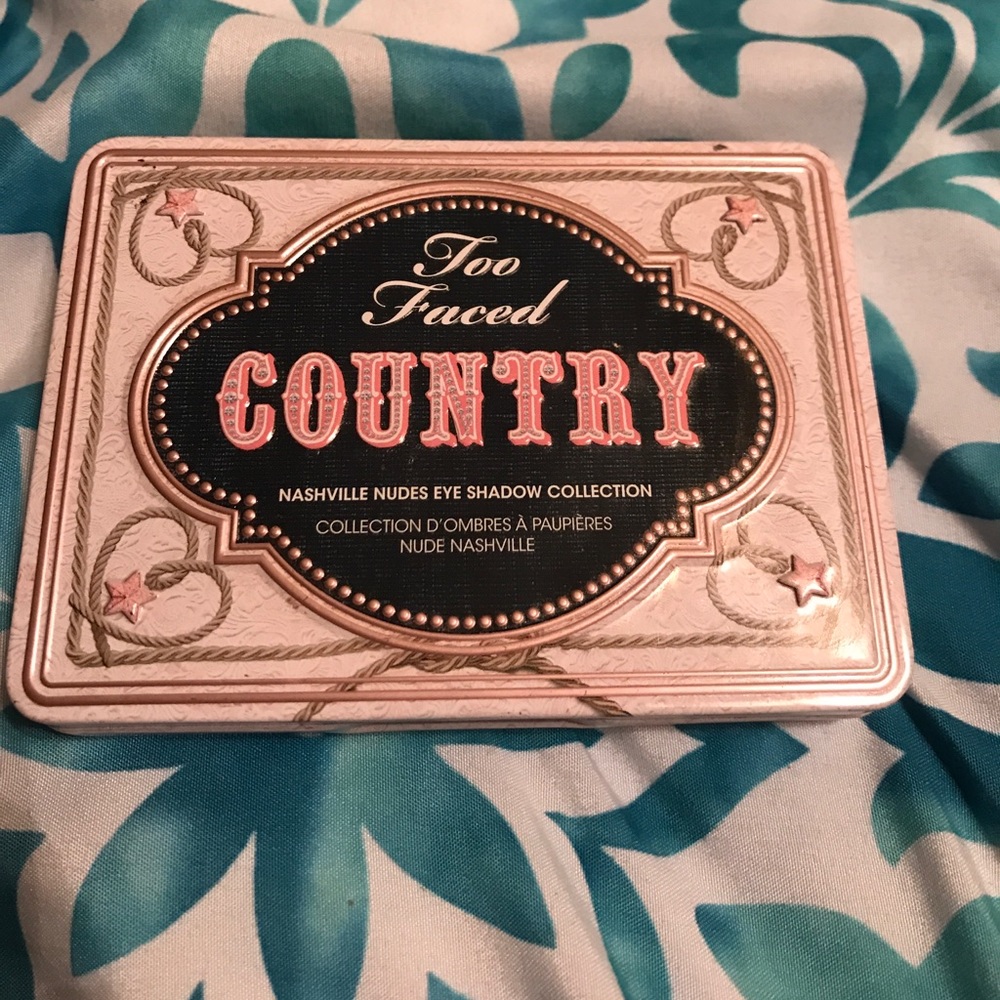 Too
Faced
COUNTRY
NASHVILLE NUDES EYE SHADOW COLLECTION
COLLECTION D'OMBRES À PAUPIÈRES
NUDE NASHVILLE